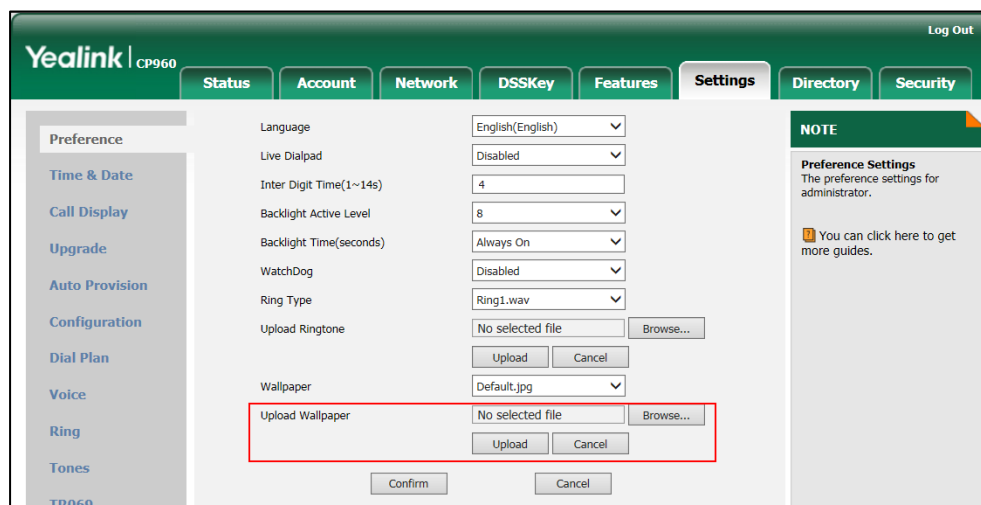 Log Out
Yealink CP960
Status Account Network DSSKey Features Settings Directory Security
Preference
Time & Date
Call Display
Upgrade
Auto Provision
Configuration
Dial Plan
Voice
Ring
Tones
TR069
Language English(English)
Live Dialpad Disabled
Inter Digit Time(1~14s) 4
Backlight Active Level 8
Backlight Time(seconds) Always On
WatchDog Disabled
Ring Type Ring1.wav
Upload Ringtone No selected file Browse...
Upload Cancel
Wallpaper Default.jpg
Upload Wallpaper No selected file Browse...
Upload Cancel
Confirm Cancel
NOTE
Preference Settings
The preference settings for
administrator.
? You can click here to get
more guides.